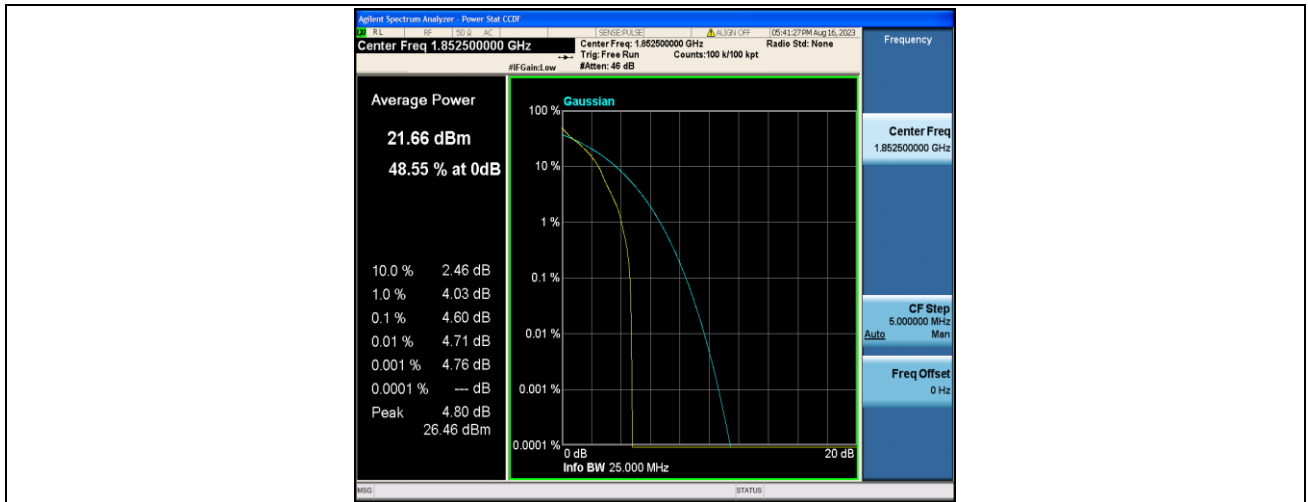 Agilent Spectrum Analyzer - Power Stat CCDF
RL RF 50 Ω AC SENSE:PULSE ALIGN OFF 05:41:27 PM Aug 16, 2023
Center Freq 1.852500000 GHz
Center Freq: 1.852500000 GHz Radio Std: None
Trig: Free Run Counts:100 k/100 kpt
#IFGain:Low #Atten: 46 dB
Average Power
21.66 dBm
48.55 % at 0dB
10.0 % 2.46 dB
1.0 % 4.03 dB
0.1 % 4.60 dB
0.01 % 4.71 dB
0.001 % 4.76 dB
0.0001 % --- dB
Peak 4.80 dB
26.46 dBm
Gaussian
100 %
10 %
1 %
0.1 %
0.01 %
0.001 %
0.0001 %
0 dB 20 dB
Info BW 25.000 MHz
Frequency
Center Freq
1.852500000 GHz
CF Step
5.000000 MHz
Auto Man
Freq Offset
0 Hz
MSG STATUS